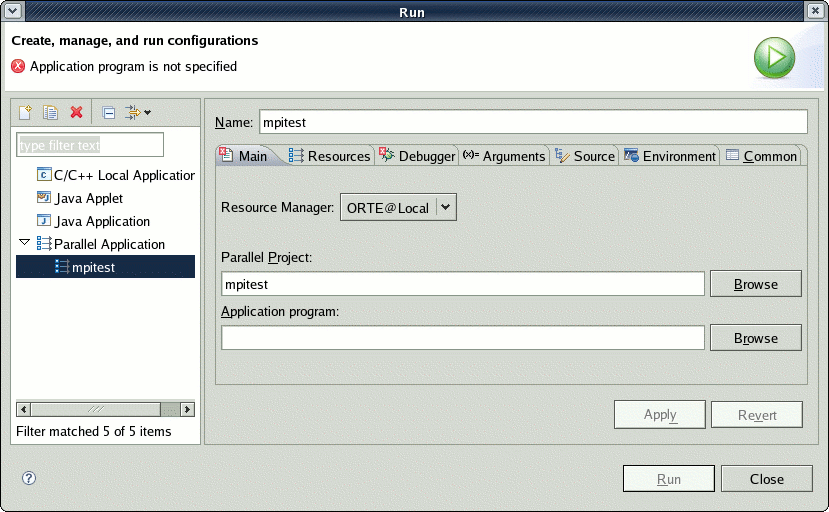 Run
Create, manage, and run configurations
Application program is not specified
type filter text
C/C++ Local Application
Java Applet
Java Application
Parallel Application
mpitest
Filter matched 5 of 5 items
Name: mpitest
Main Resources Debugger (x)= Arguments Source Environment Common
Resource Manager: ORTE@Local
Parallel Project:
mpitest Browse
Application program:
Browse
Apply Revert
? Run Close